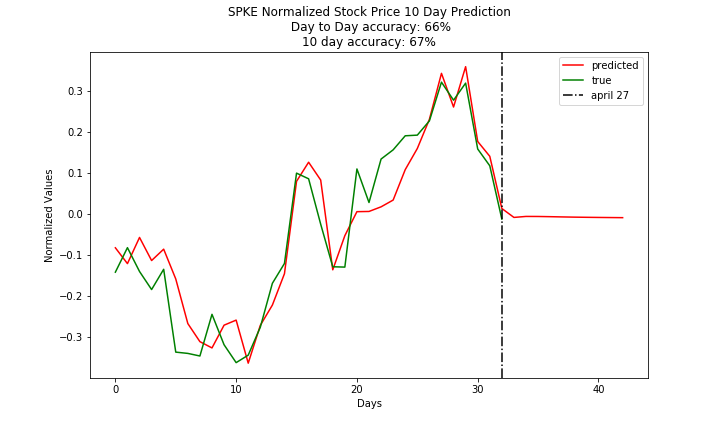 SPKE Normalized Stock Price 10 Day Prediction
Day to Day accuracy: 66%
10 day accuracy: 67%
predicted
true
april 27
Normalized Values
0.3
0.2
0.1
0.0
−0.1
−0.2
−0.3
0 10 20 30 40
Days